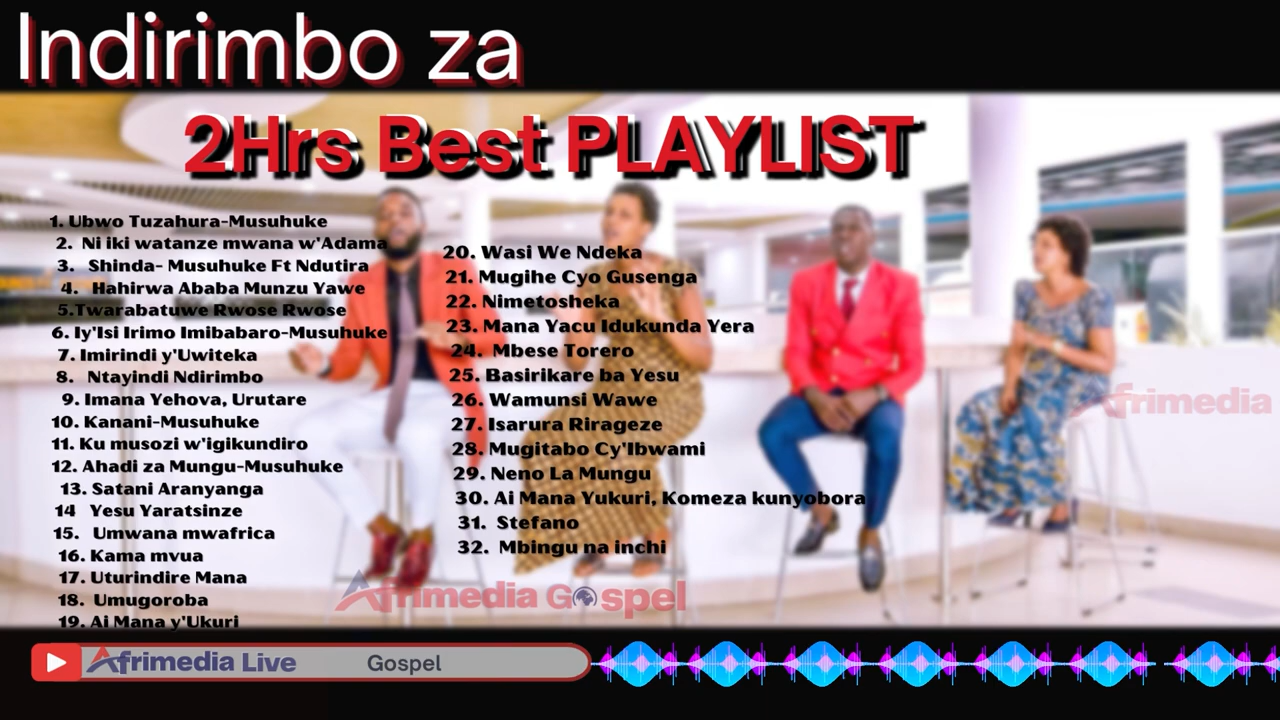 Indirimbo za
2Hrs Best PLAYLIST
1. Ubwo Tuzahura-Musuhuke
2. Ni iki watanze mwana w'Adama
3. Shinda- Musuhuke Ft Ndutira
4. Hahirwa Ababa Munzu Yawe
5.Twarabatuwe Rwose Rwose
6. Iy'Isi Irimo Imibabaro-Musuhuke
7. Imirindi y'Uwiteka
8. Ntayindi Ndirimbo
9. Imana Yehova, Urutare
10. Kanani-Musuhuke
11. Ku musozi w'igikundiro
12. Ahadi za Mungu-Musuhuke
13. Satani Aranyanga
14 Yesu Yaratsinze
15. Umwana mwafrica
16. Kama mvua
17. Uturindire Mana
18. Umugoroba
19. Ai Mana y'Ukuri
20. Wasi We Ndeka
21. Mugihe Cyo Gusenga
22. Nimetosheka
23. Mana Yacu Idukunda Yera
24. Mbese Torero
25. Basirikare ba Yesu
26. Wamunsi Wawe
27. Isarura Rirageze
28. Mugitabo Cy'Ibwami
29. Neno La Mungu
30. Ai Mana Yukuri, Komeza kunyobora
31. Stefano
32. Mbingu na inchi
Afrimedia
Afrimedia Gospel
Afrimedia Live Gospel